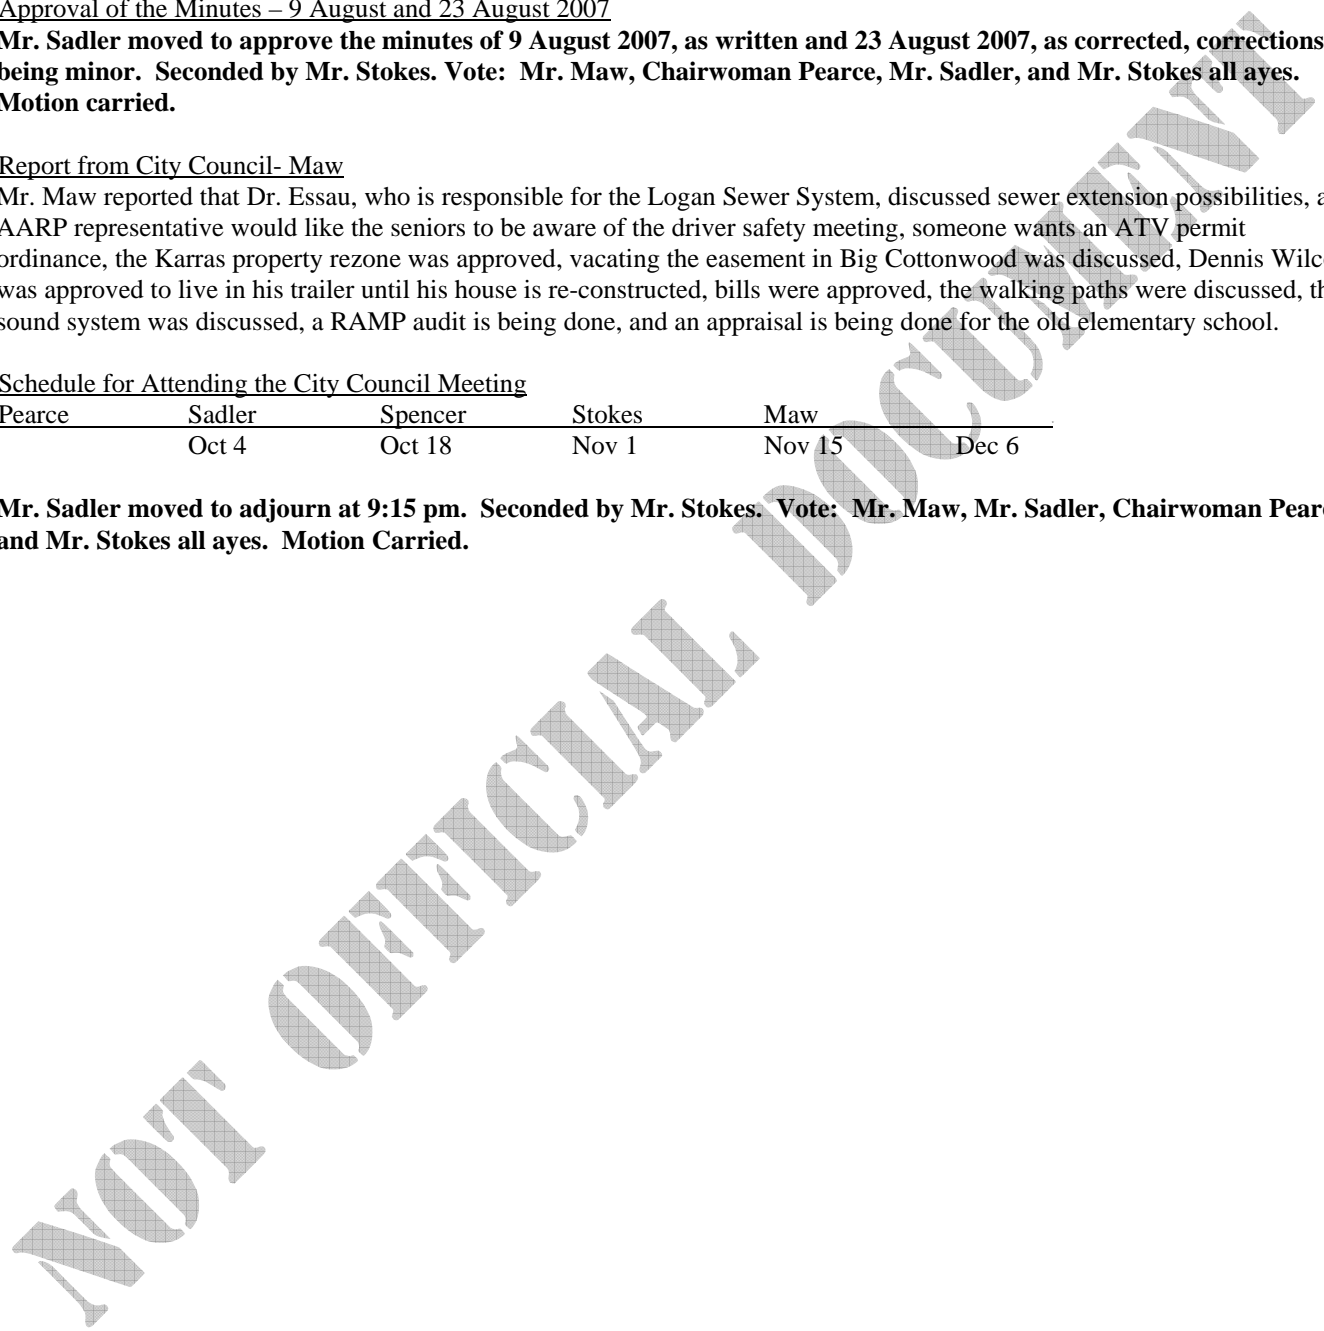 Approval of the Minutes – 9 August and 23 August 2007
Mr. Sadler moved to approve the minutes of 9 August 2007, as written and 23 August 2007, as corrected, corrections
being minor. Seconded by Mr. Stokes. Vote: Mr. Maw, Chairwoman Pearce, Mr. Sadler, and Mr. Stokes all ayes.
Motion carried.
Report from City Council- Maw
Mr. Maw reported that Dr. Essau, who is responsible for the Logan Sewer System, discussed sewer extension possibilities,
AARP representative would like the seniors to be aware of the driver safety meeting, someone wants an ATV permit
ordinance, the Karras property rezone was approved, vacating the easement in Big Cottonwood was discussed, Dennis
was approved to live in his trailer until his house is re-constructed, bills were approved, the walking paths were discussed,
sound system was discussed, a RAMP audit is being done, and an appraisal is being done for the old elementary school.
Schedule for Attending the City Council Meeting
Pearce Sadler Spencer Stokes Maw
Oct 4 Oct 18 Nov 1 Nov 15 Dec 6
Mr. Sadler moved to adjourn at 9:15 pm. Seconded by Mr. Stokes. Vote: Mr. Maw, Mr. Sadler, Chairwoman
and Mr. Stokes all ayes. Motion Carried.
NOT OFFICIAL DOCUMENT